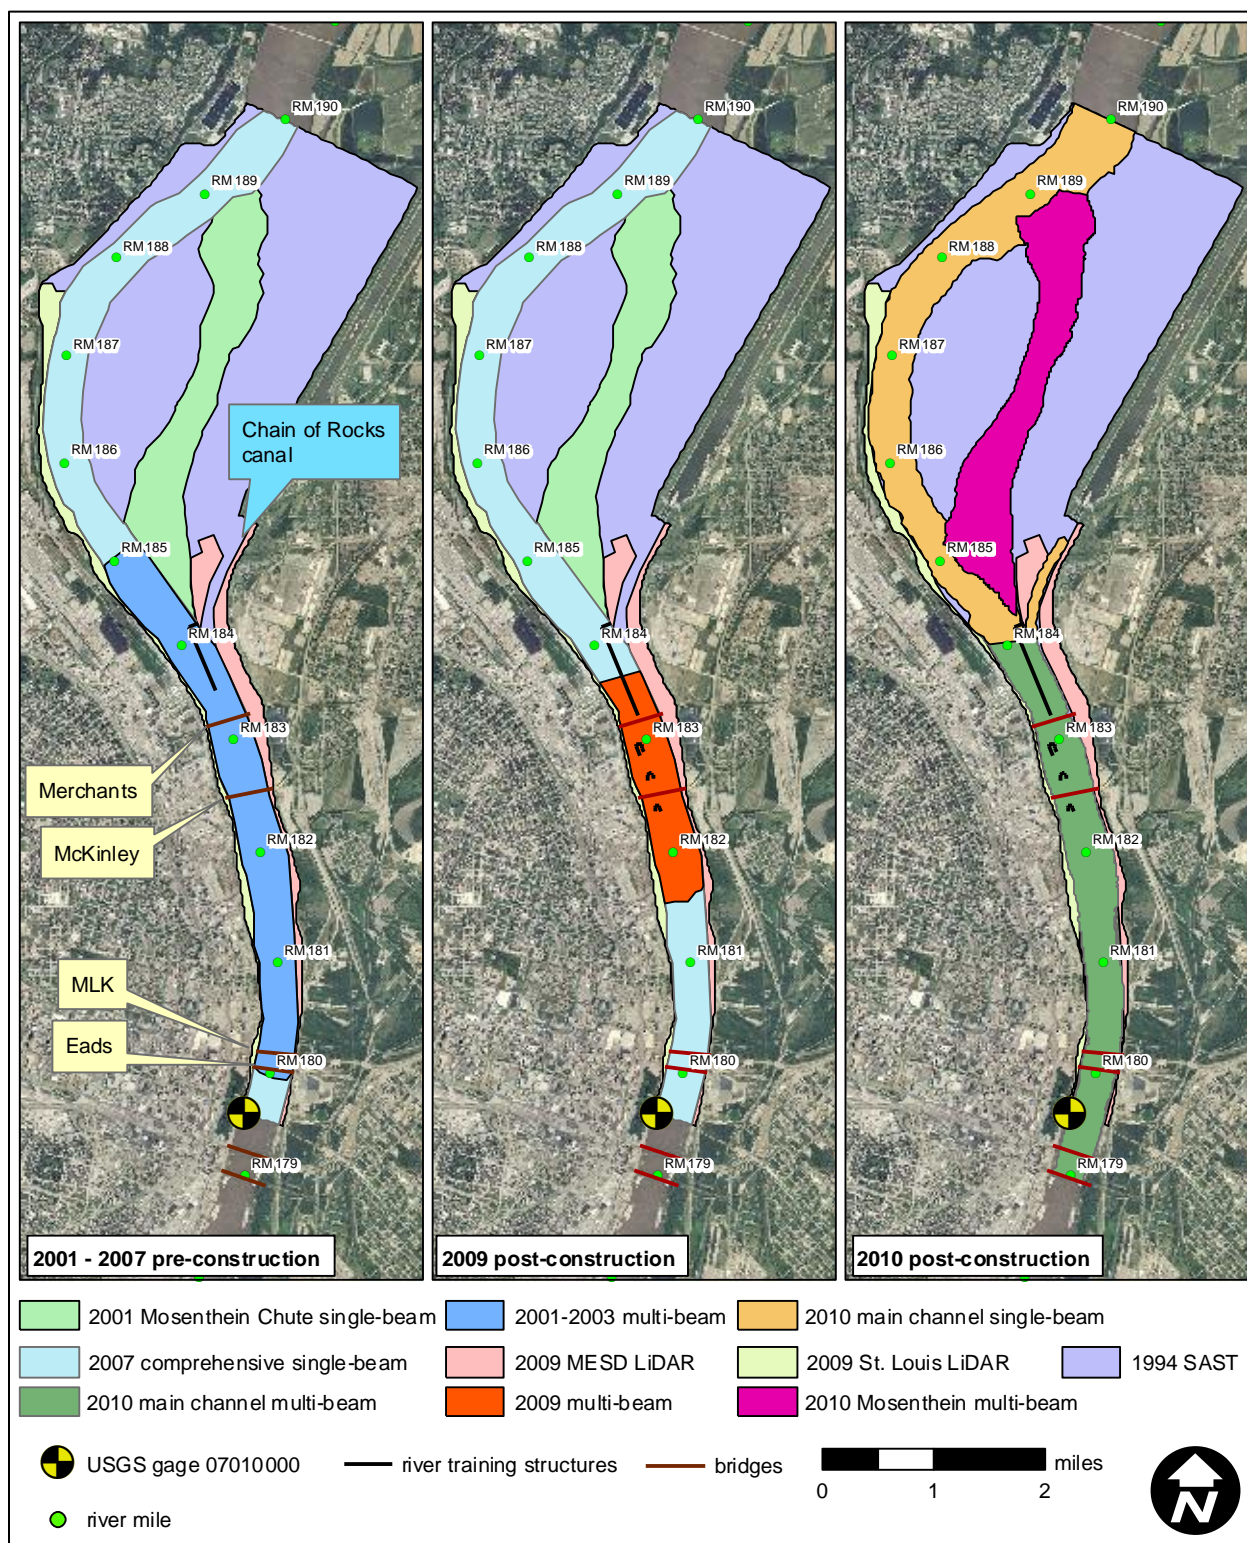 RM 190
RM 189
RM 188
RM 187
RM 186
Chain of Rocks
canal
RM 185
RM 184
RM 183
Merchants
McKinley
RM 182
RM 181
MLK
Eads
RM 180
RM 179
2001 - 2007 pre-construction
RM 190
RM 189
RM 188
RM 187
RM 186
RM 185
RM 184
RM 183
RM 182
RM 181
RM 180
RM 179
2009 post-construction
RM 190
RM 189
RM 188
RM 187
RM 186
RM 185
RM 184
RM 183
RM 182
RM 181
RM 180
RM 179
2010 post-construction
2001 Mosenthein Chute single-beam
2001-2003 multi-beam
2010 main channel single-beam
2007 comprehensive single-beam
2009 MESD LiDAR
2009 St. Louis LiDAR
1994 SAST
2010 main channel multi-beam
2009 multi-beam
2010 Mosenthein multi-beam
USGS gage 07010000
river training structures
bridges
miles
0 1 2
river mile
N